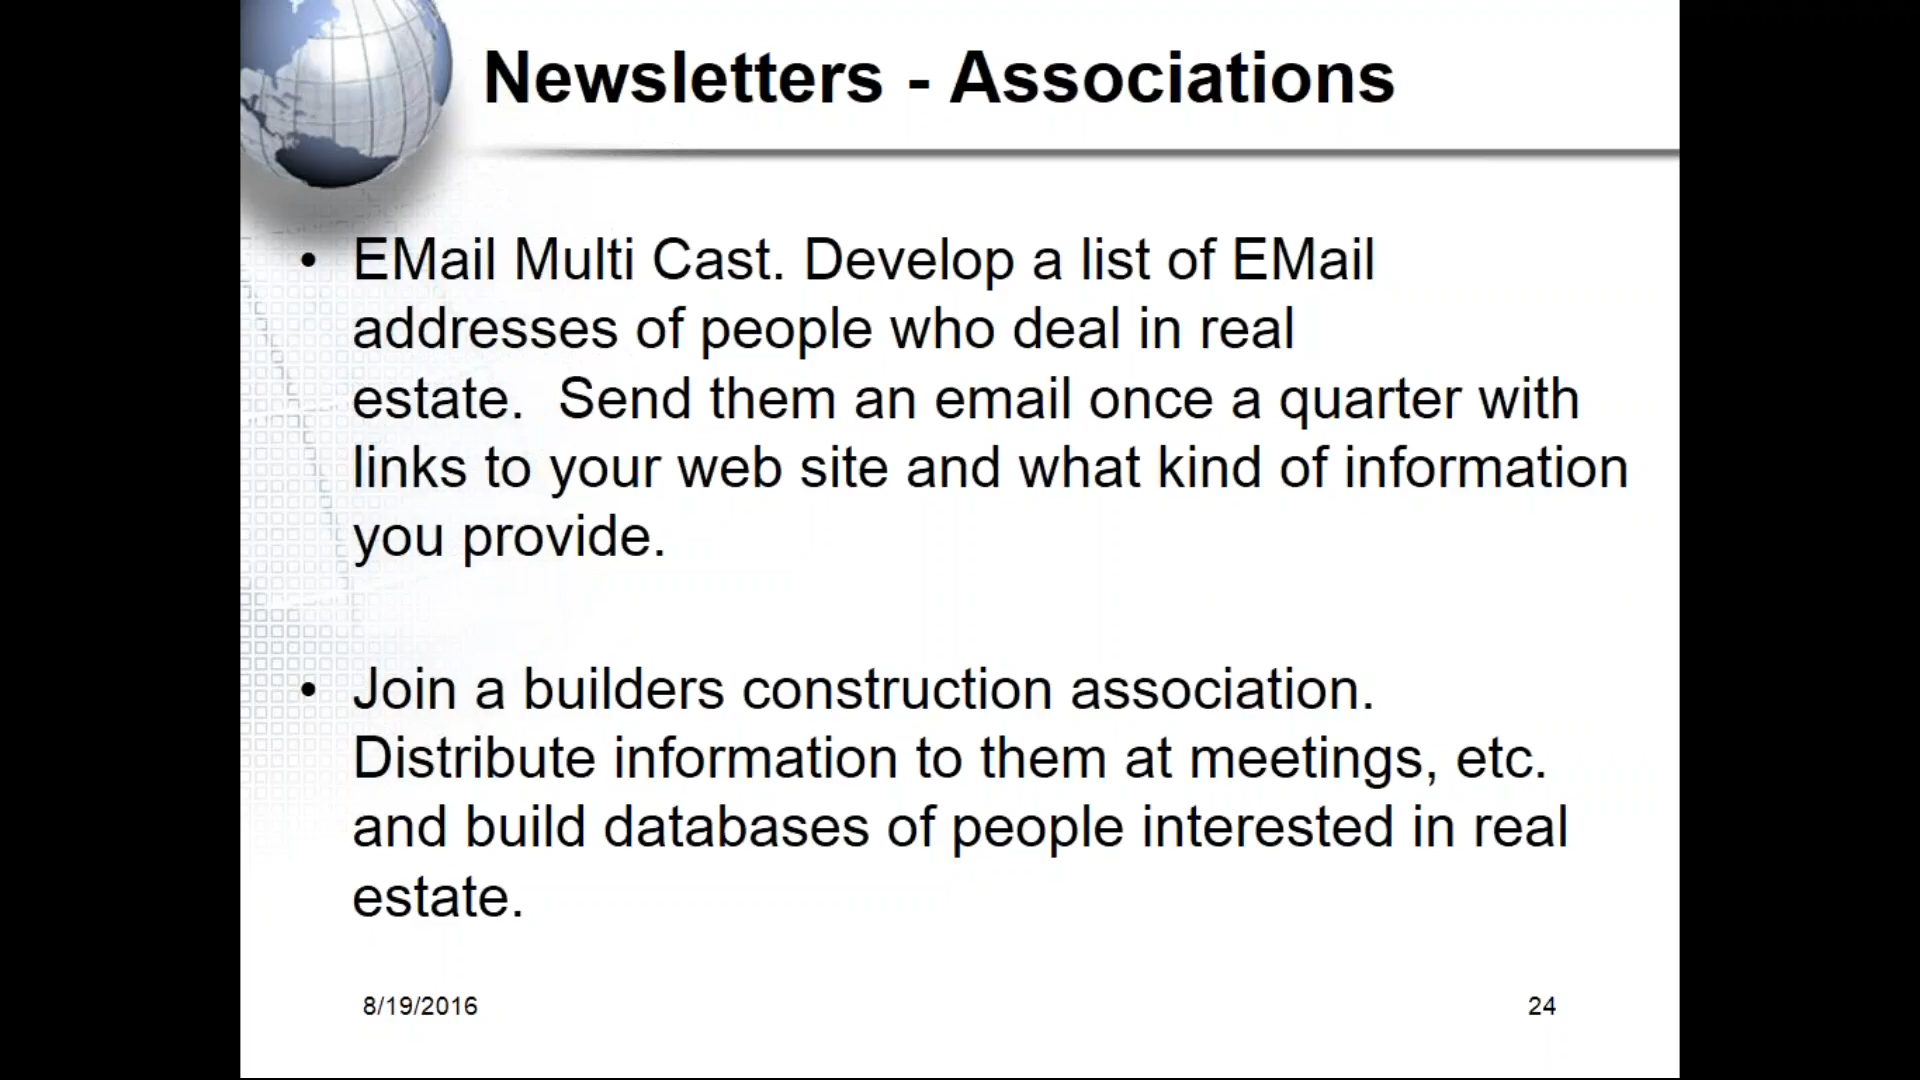 Newsletters - Associations
• EMail Multi Cast. Develop a list of EMail
addresses of people who deal in real
estate.  Send them an email once a quarter with
links to your web site and what kind of information
you provide.
• Join a builders construction association.
Distribute information to them at meetings, etc.
and build databases of people interested in real
estate.
8/19/2016
24